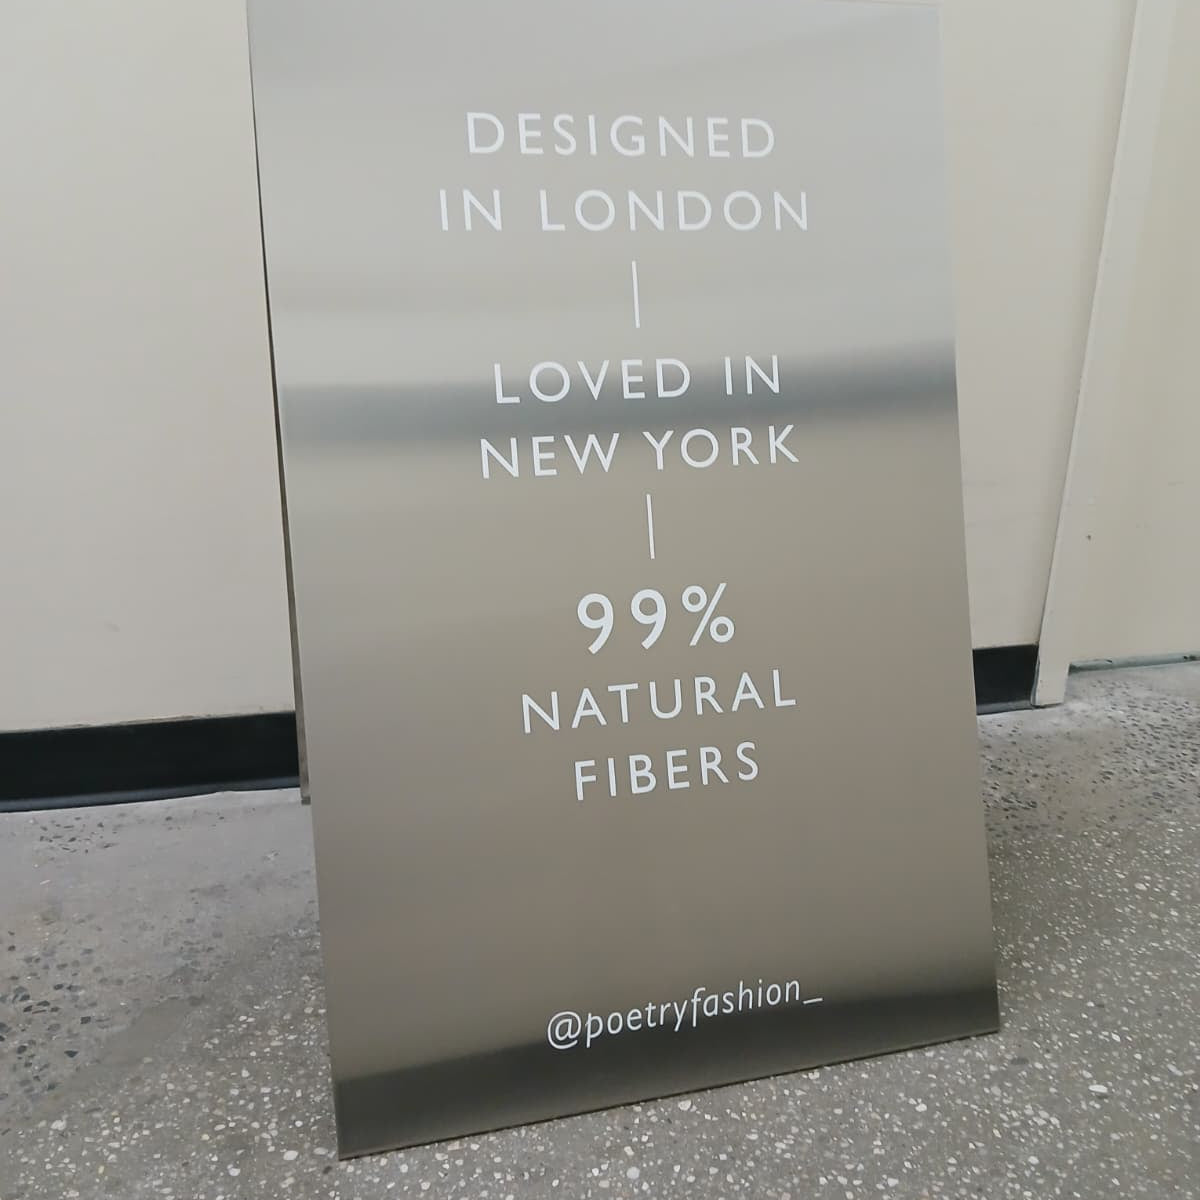 DESIGNED
IN LONDON
LOVED IN
NEW YORK
99%
NATURAL
FIBERS
@poetryfashion_